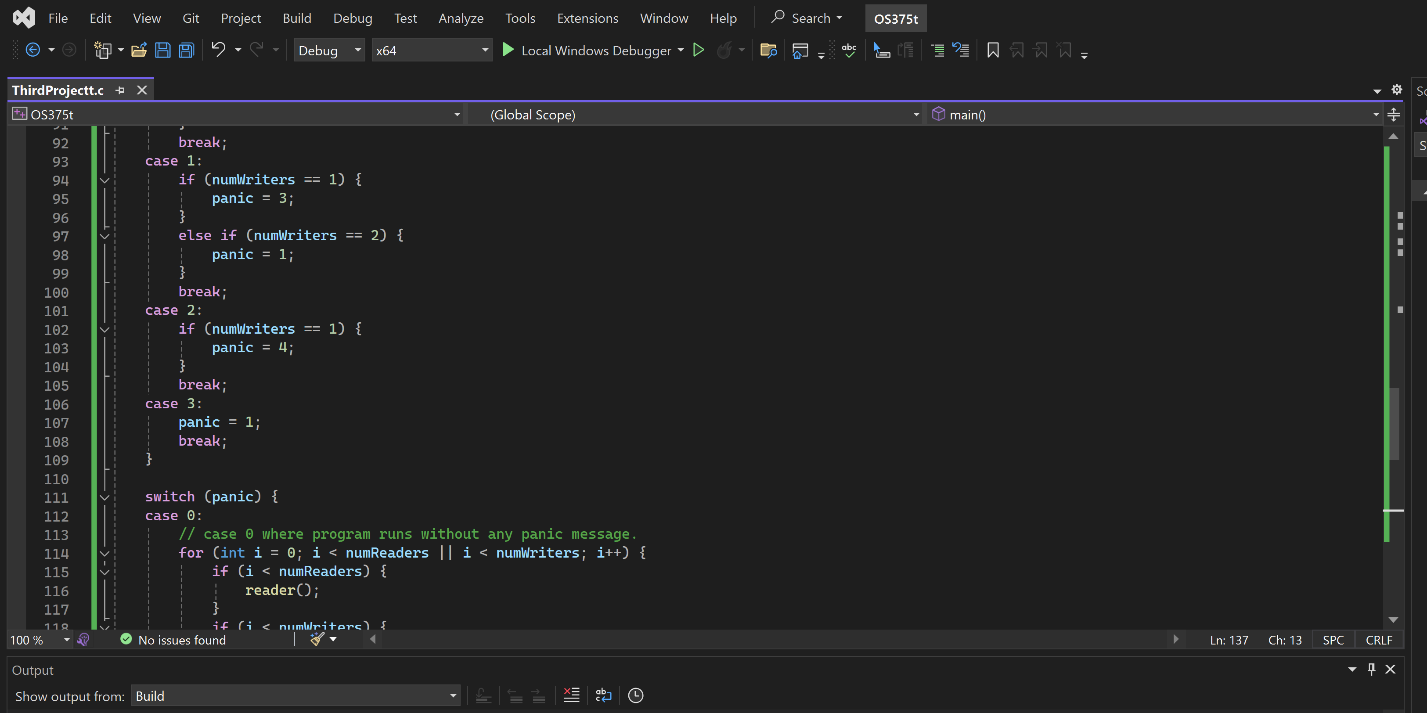 File Edit View Git Project Build Debug Test Analyze Tools Extensions Window Help Search OS375t
Debug x64 Local Windows Debugger
ThirdProjectt.c
OS375t (Global Scope) main()
91 }
92 break;
93 case 1:
94 if (numWriters == 1) {
95 panic = 3;
96 }
97 else if (numWriters == 2) {
98 panic = 1;
99 }
100 break;
101 case 2:
102 if (numWriters == 1) {
103 panic = 4;
104 }
105 break;
106 case 3:
107 panic = 1;
108 break;
109 }
110
111 switch (panic) {
112 case 0:
113 // case 0 where program runs without any panic message.
114 for (int i = 0; i < numReaders || i < numWriters; i++) {
115 if (i < numReaders) {
116 reader();
117 }
118 if (i < numWriters) {
100 % No issues found Ln: 137 Ch: 13 SPC CRLF
Output
Show output from: Build